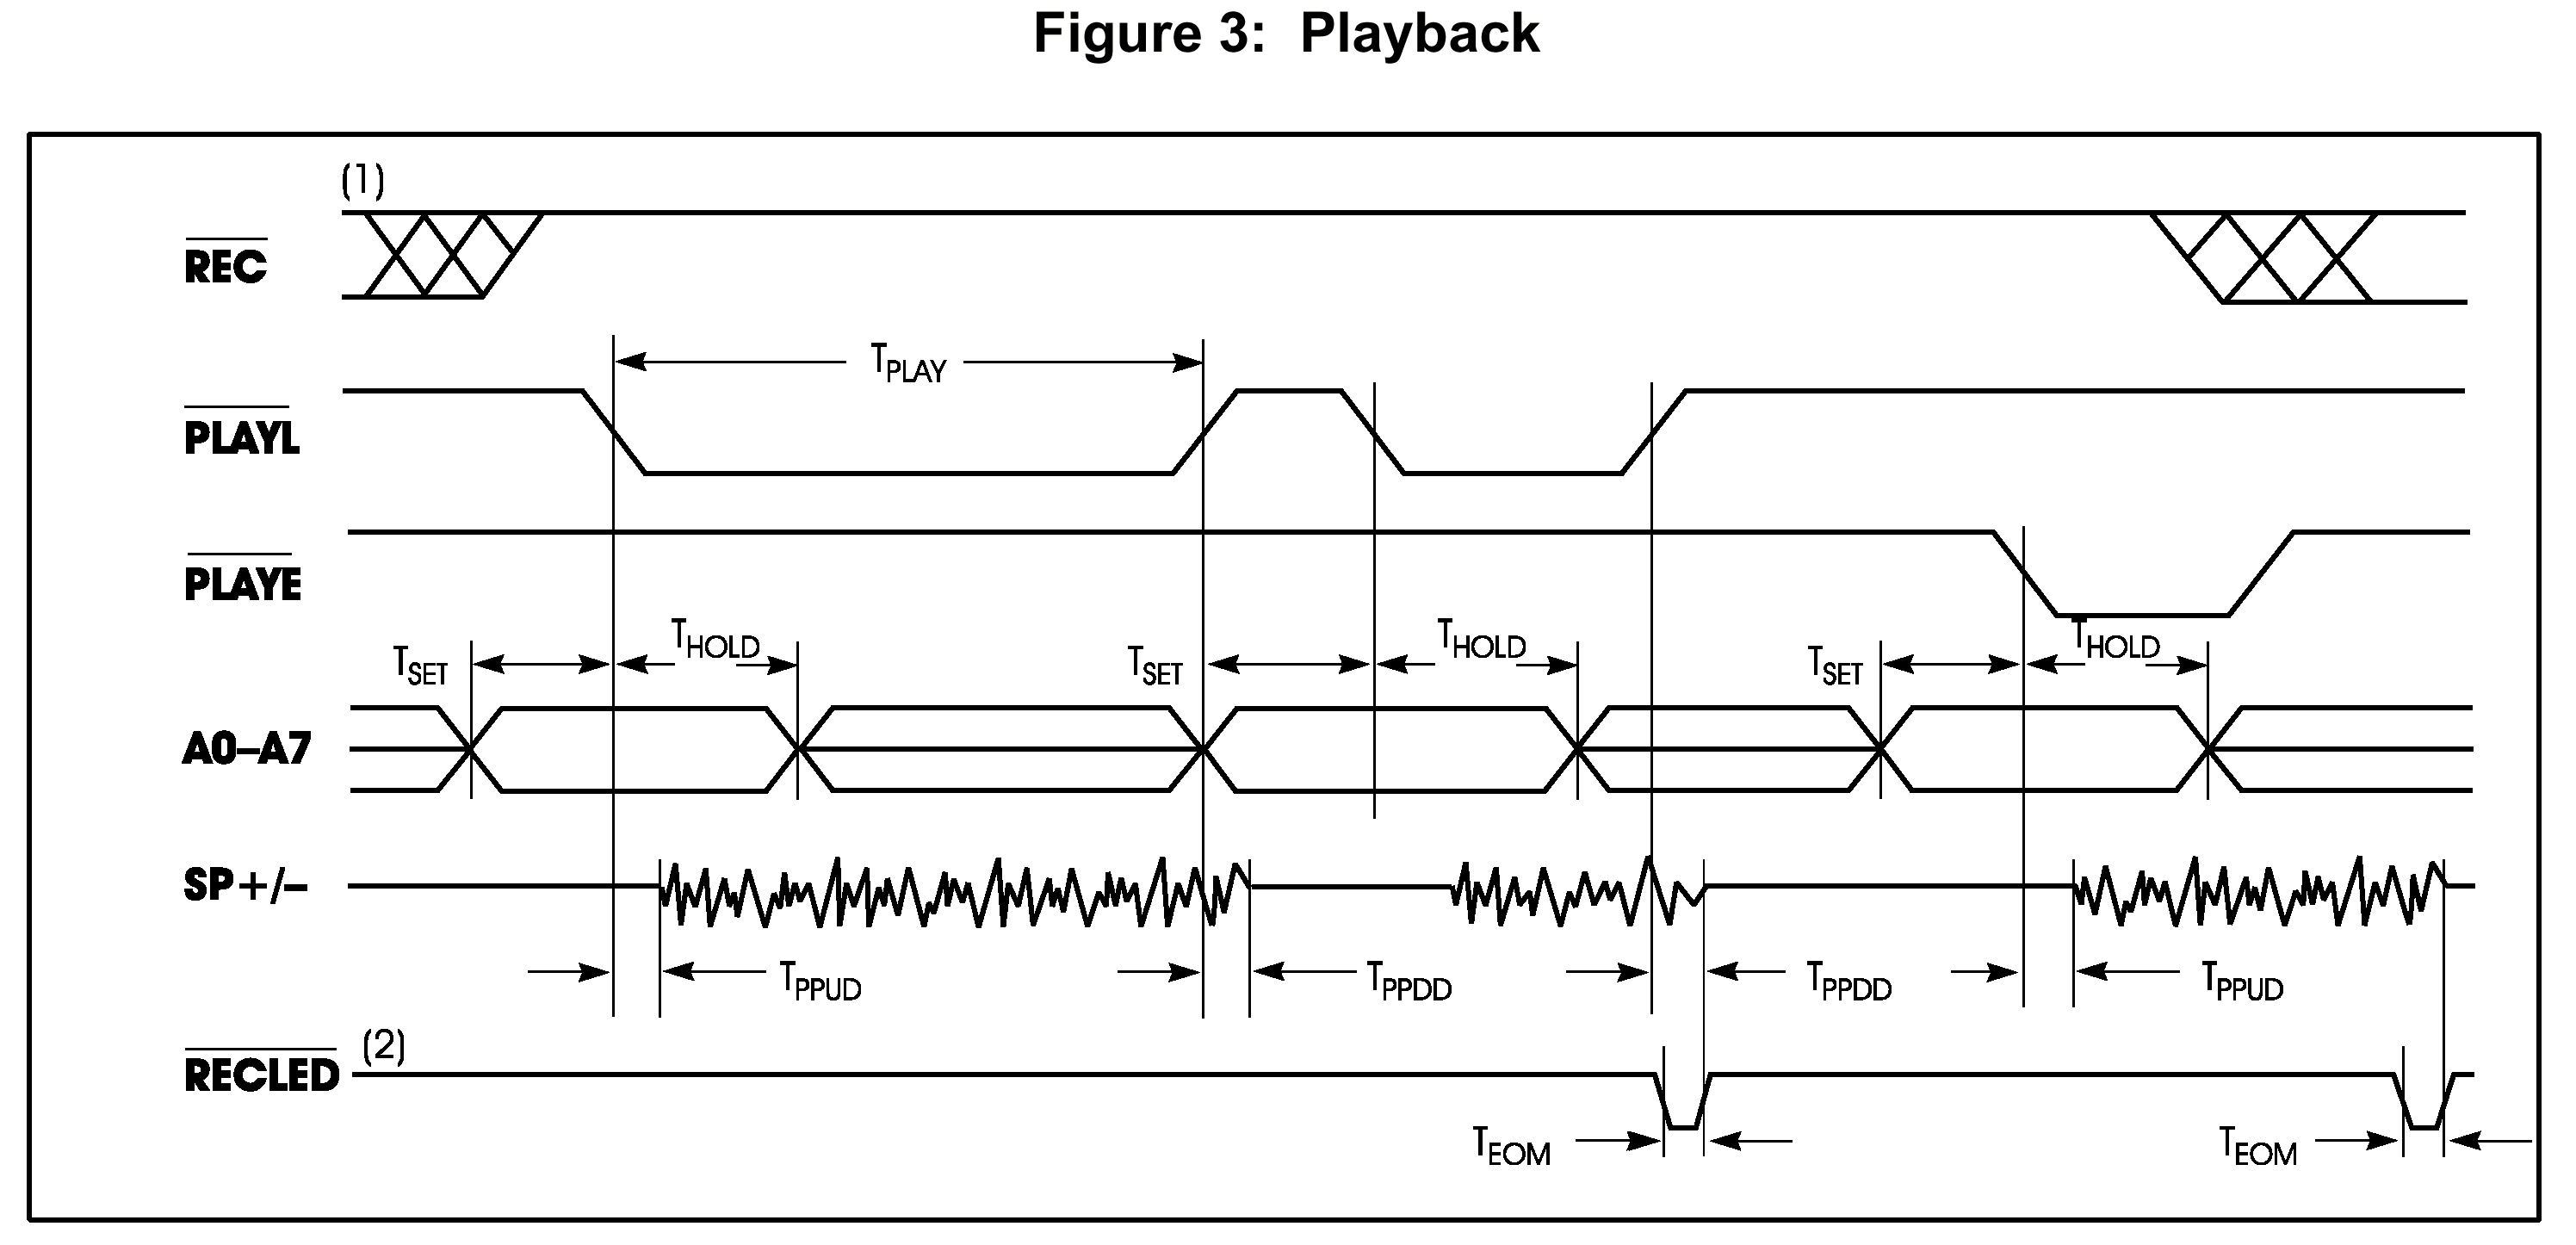 Figure 3: Playback
(1)
REC
TPLAY
PLAYL
PLAYE
TSET THOLD TSET THOLD TSET THOLD
A0–A7
SP+/–
TPPUD TPPDD TPPDD TPPUD
RECLED (2)
TEOM TEOM